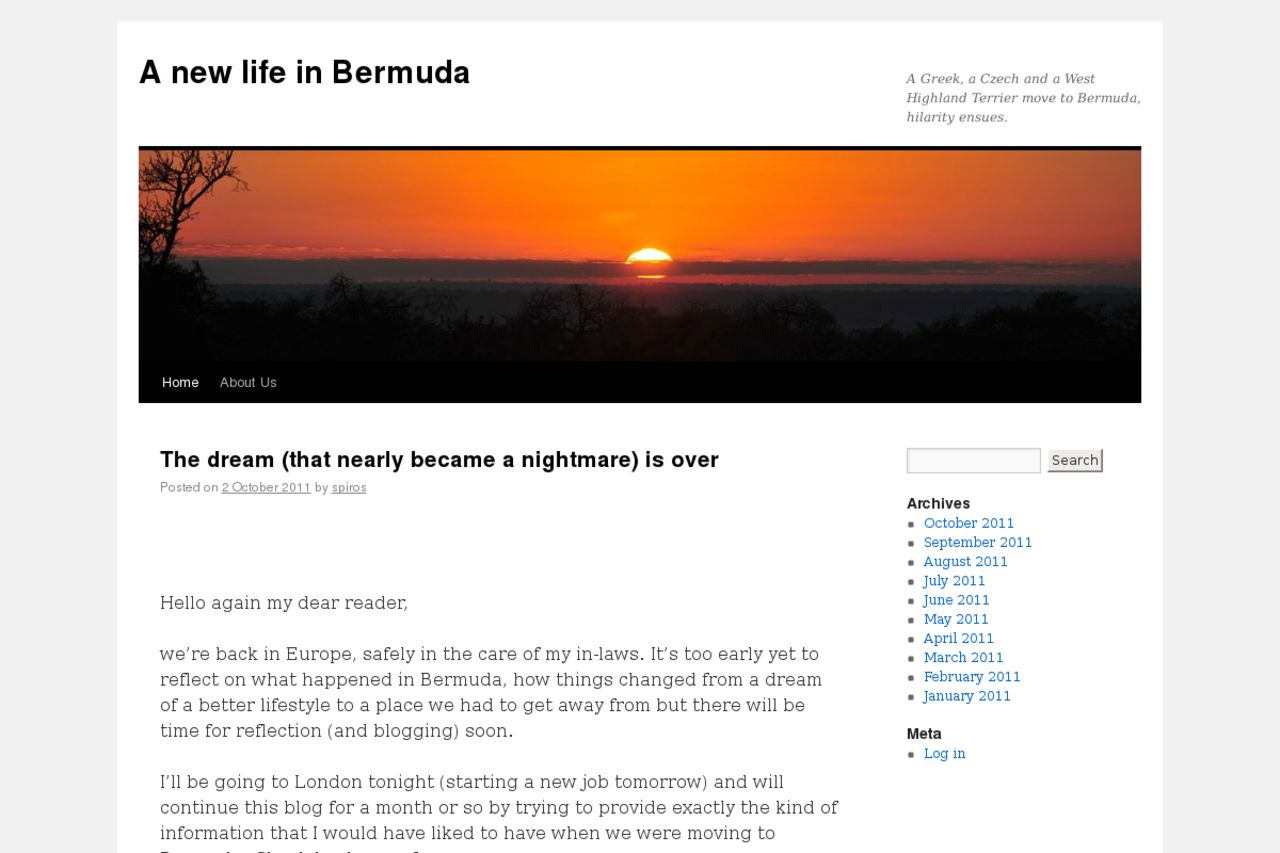 A new life in Bermuda
A Greek, a Czech and a West
Highland Terrier move to Bermuda,
hilarity ensues.
Home
About Us
The dream (that nearly became a nightmare) is over
Posted on 2 October 2011 by spiros
Hello again my dear reader,
we’re back in Europe, safely in the care of my in-laws. It’s too early yet to
reflect on what happened in Bermuda, how things changed from a dream
of a better lifestyle to a place we had to get away from but there will be
time for reflection (and blogging) soon.
I’ll be going to London tonight (starting a new job tomorrow) and will
continue this blog for a month or so by trying to provide exactly the kind of
information that I would have liked to have when we were moving to
Search
Archives
October 2011
September 2011
August 2011
July 2011
June 2011
May 2011
April 2011
March 2011
February 2011
January 2011
Meta
Log in